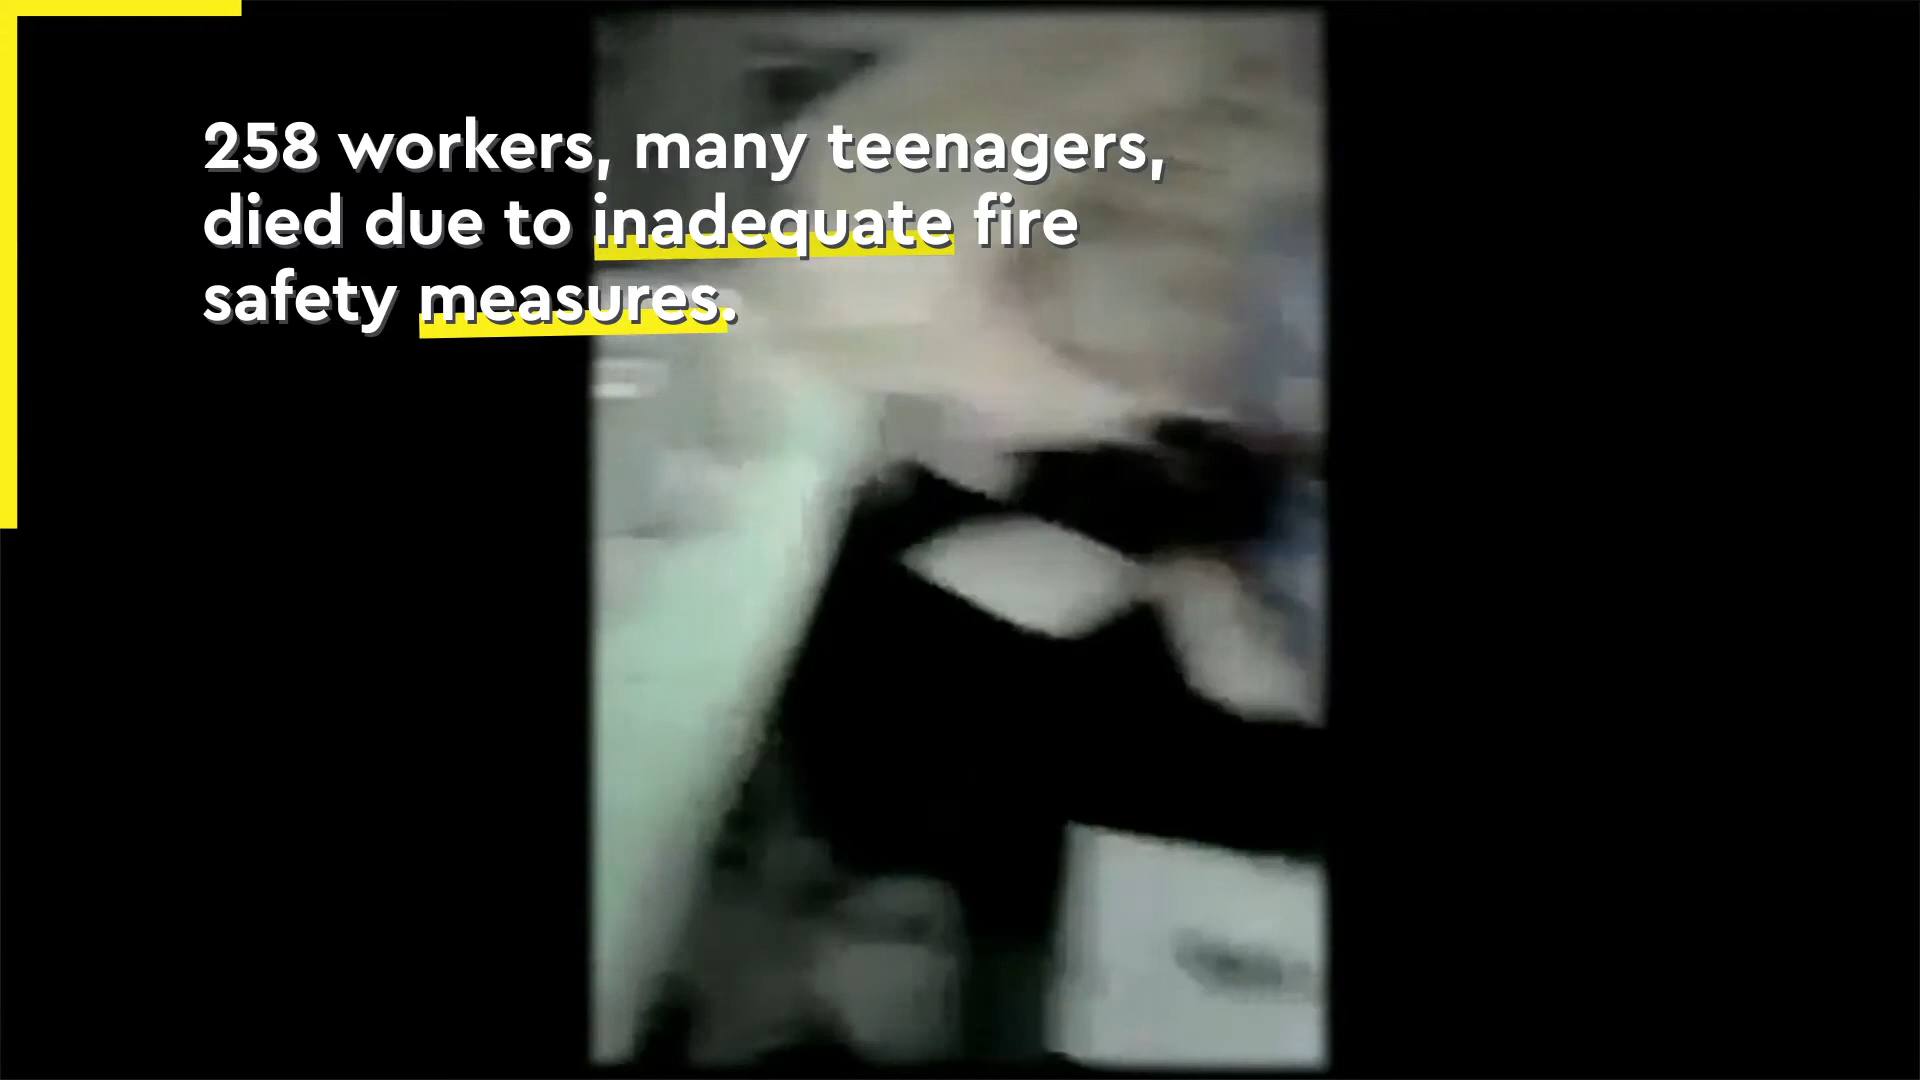 258 workers, many teenagers,
died due to inadequate fire
safety measures.